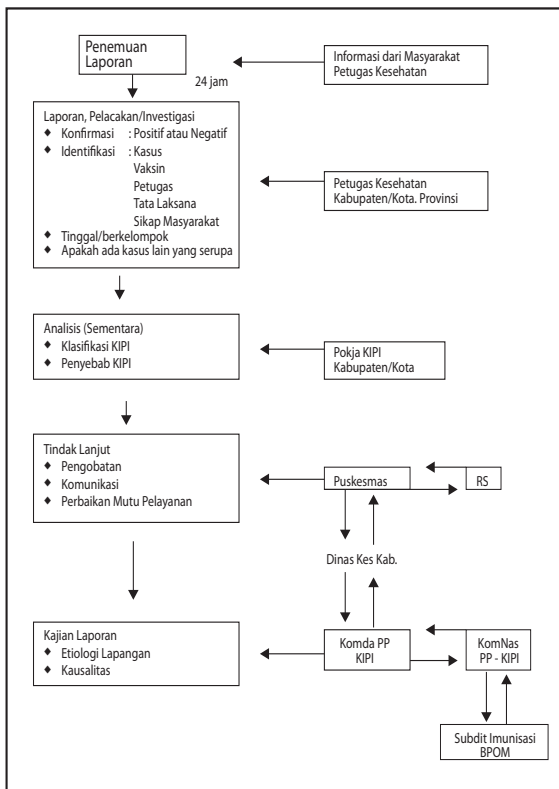 Penemuan
Laporan
24 jam
Informasi dari Masyarakat
Petugas Kesehatan
Laporan, Pelacakan/Investigasi
♦ Konfirmasi : Positif atau Negatif
♦ Identifikasi : Kasus
Vaksin
Petugas
Tata Laksana
Sikap Masyarakat
♦ Tinggal/berkelompok
♦ Apakah ada kasus lain yang serupa
Petugas Kesehatan
Kabupaten/Kota. Provinsi
Analisis (Sementara)
♦ Klasifikasi KIPI
♦ Penyebab KIPI
Pokja KIPI
Kabupaten/Kota
Tindak Lanjut
♦ Pengobatan
♦ Komunikasi
♦ Perbaikan Mutu Pelayanan
Puskesmas
RS
Dinas Kes Kab.
Kajian Laporan
♦ Etiologi Lapangan
♦ Kausalitas
Komda PP
KIPI
KomNas
PP - KIPI
Subdit Imunisasi
BPOM